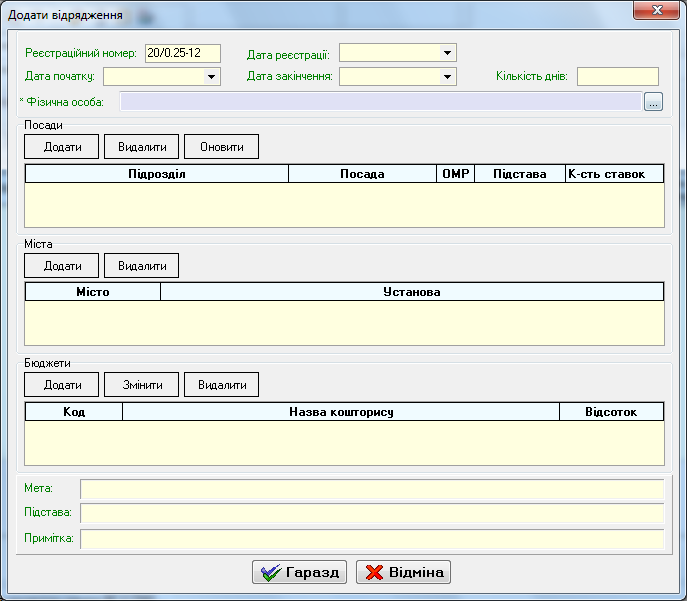 Додати відрядження
Реєстраційний номер: 20/0.25-12 Дата реєстрації:
Дата початку: Дата закінчення: Кількість днів:
* Фізична особа: ...
Посади
Додати Видалити Оновити
Підрозділ Посада ОМР Підстава К-сть ставок
Міста
Додати Видалити
Місто Установа
Бюджети
Додати Змінити Видалити
Код Назва кошторису Відсоток
Мета:
Підстава:
Примітка:
Гаразд Відміна